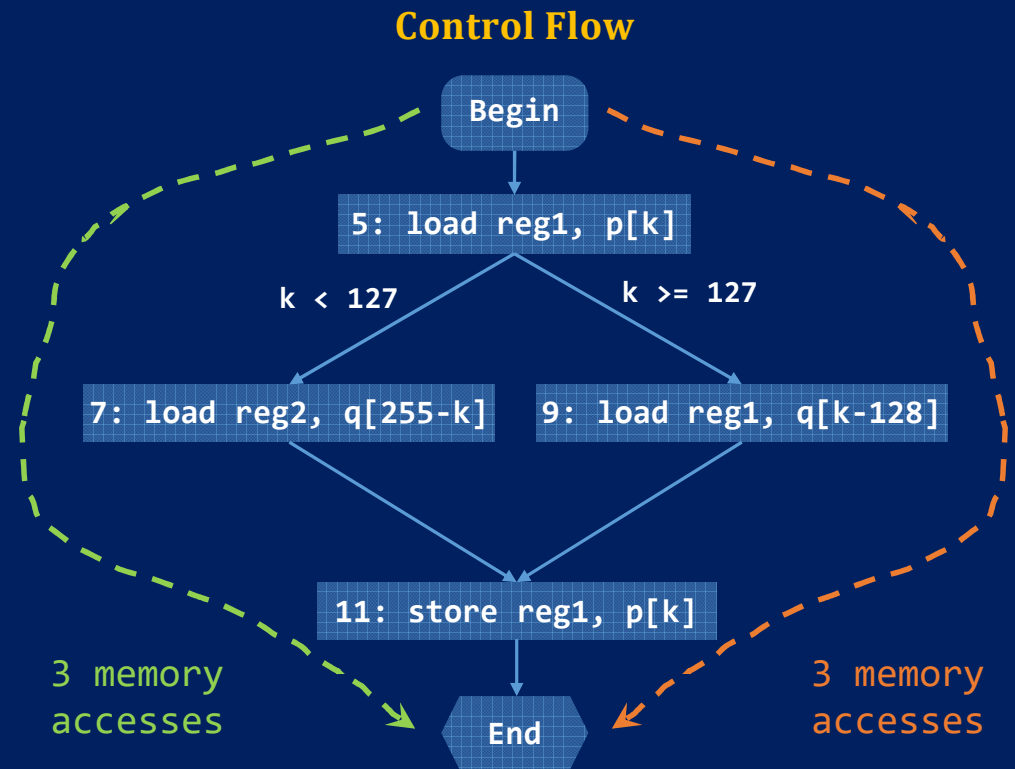 Control Flow
Begin
5: load reg1, p[k]
k < 127
k >= 127
7: load reg2, q[255-k]
9: load reg1, q[k-128]
11: store reg1, p[k]
3 memory
accesses
3 memory
accesses
End